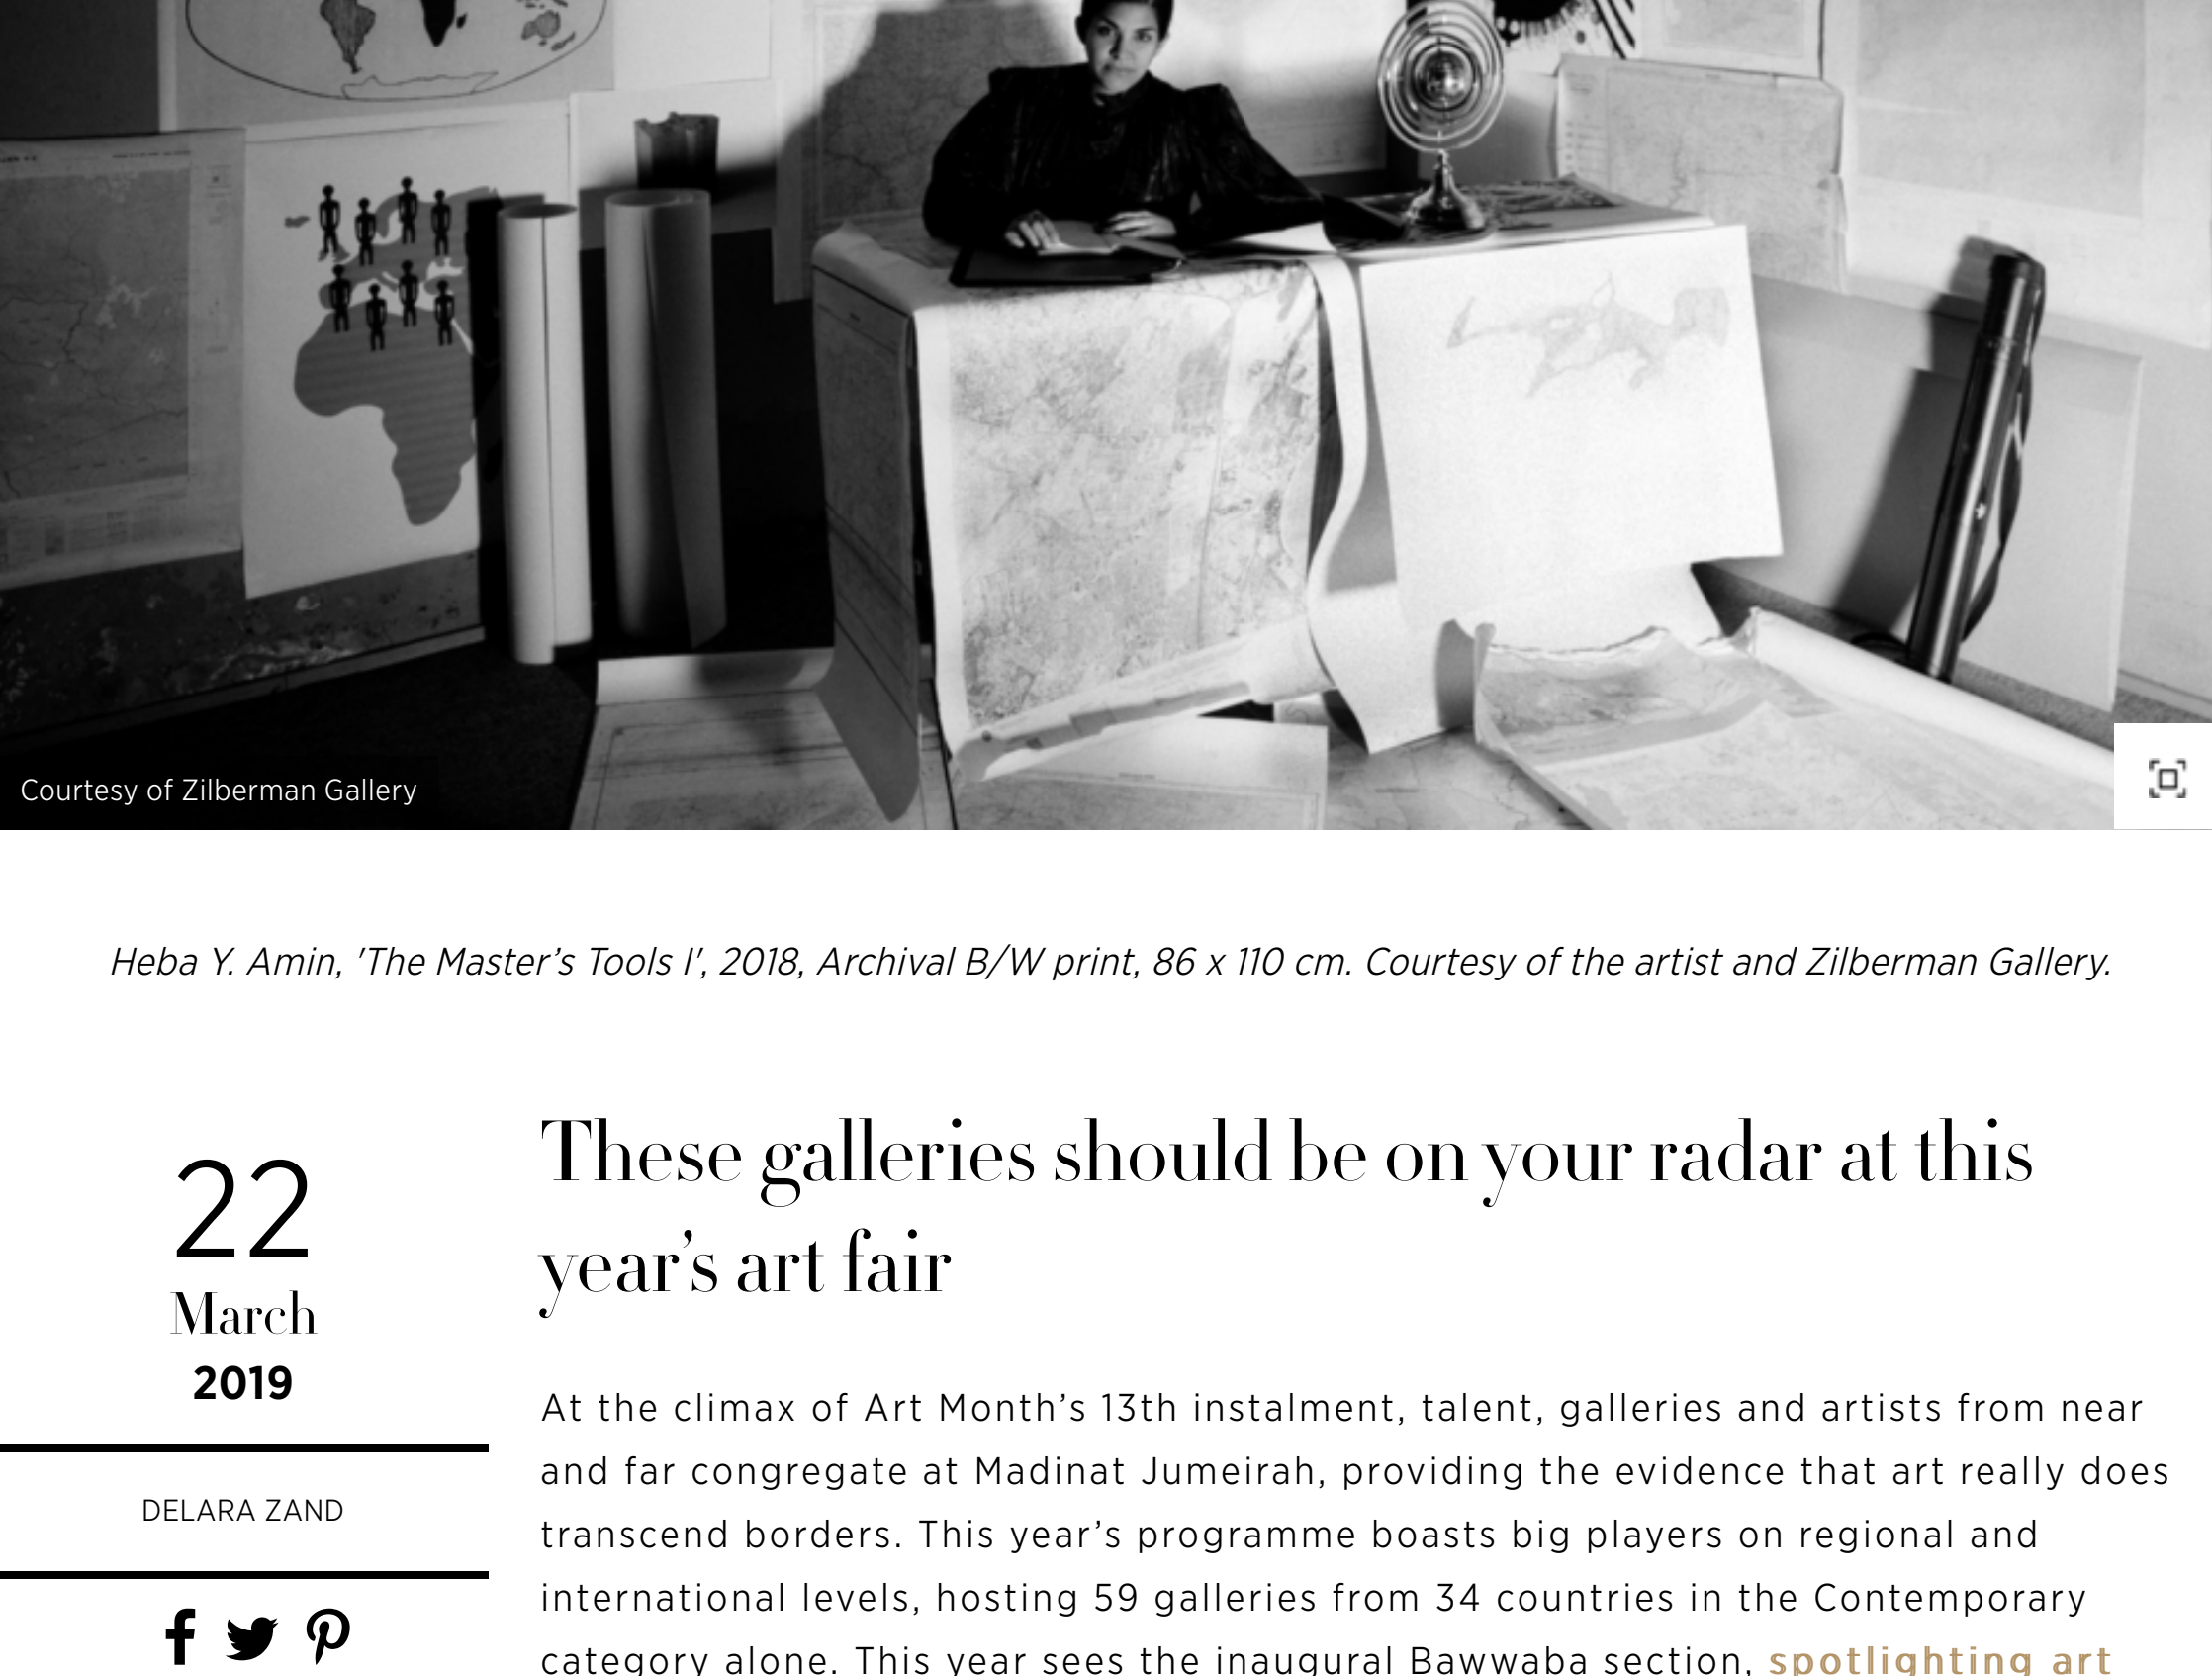 Courtesy of Zilberman Gallery
Heba Y. Amin, 'The Master’s Tools I', 2018, Archival B/W print, 86 x 110 cm. Courtesy of the artist and Zilberman Gallery.
22
March
2019
DELARA ZAND
These galleries should be on your radar at this
year’s art fair
At the climax of Art Month’s 13th instalment, talent, galleries and artists from near
and far congregate at Madinat Jumeirah, providing the evidence that art really does
transcend borders. This year’s programme boasts big players on regional and
international levels, hosting 59 galleries from 34 countries in the Contemporary
category alone. This year sees the inaugural Bawwaba section, spotlighting art